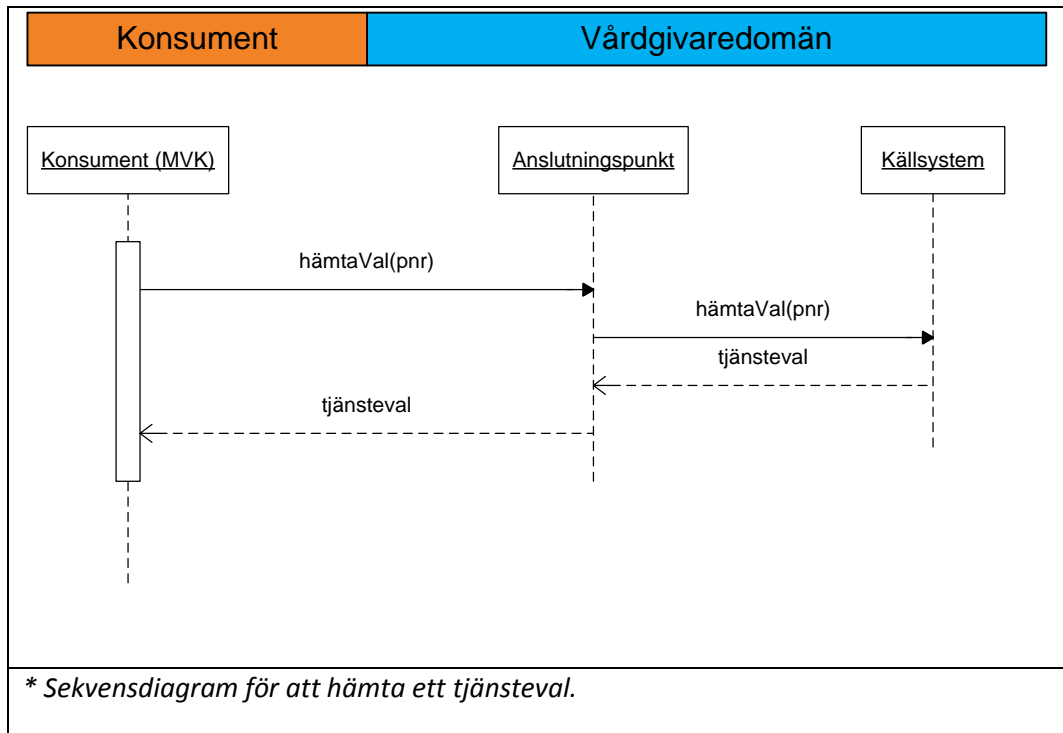 Konsument
Vårdgivaredomän
Konsument (MVK)
Anslutningspunkt
Källsystem
hämtaVal(pnr)
hämtaVal(pnr)
tjänsteval
tjänsteval
* Sekvensdiagram för att hämta ett tjänsteval.